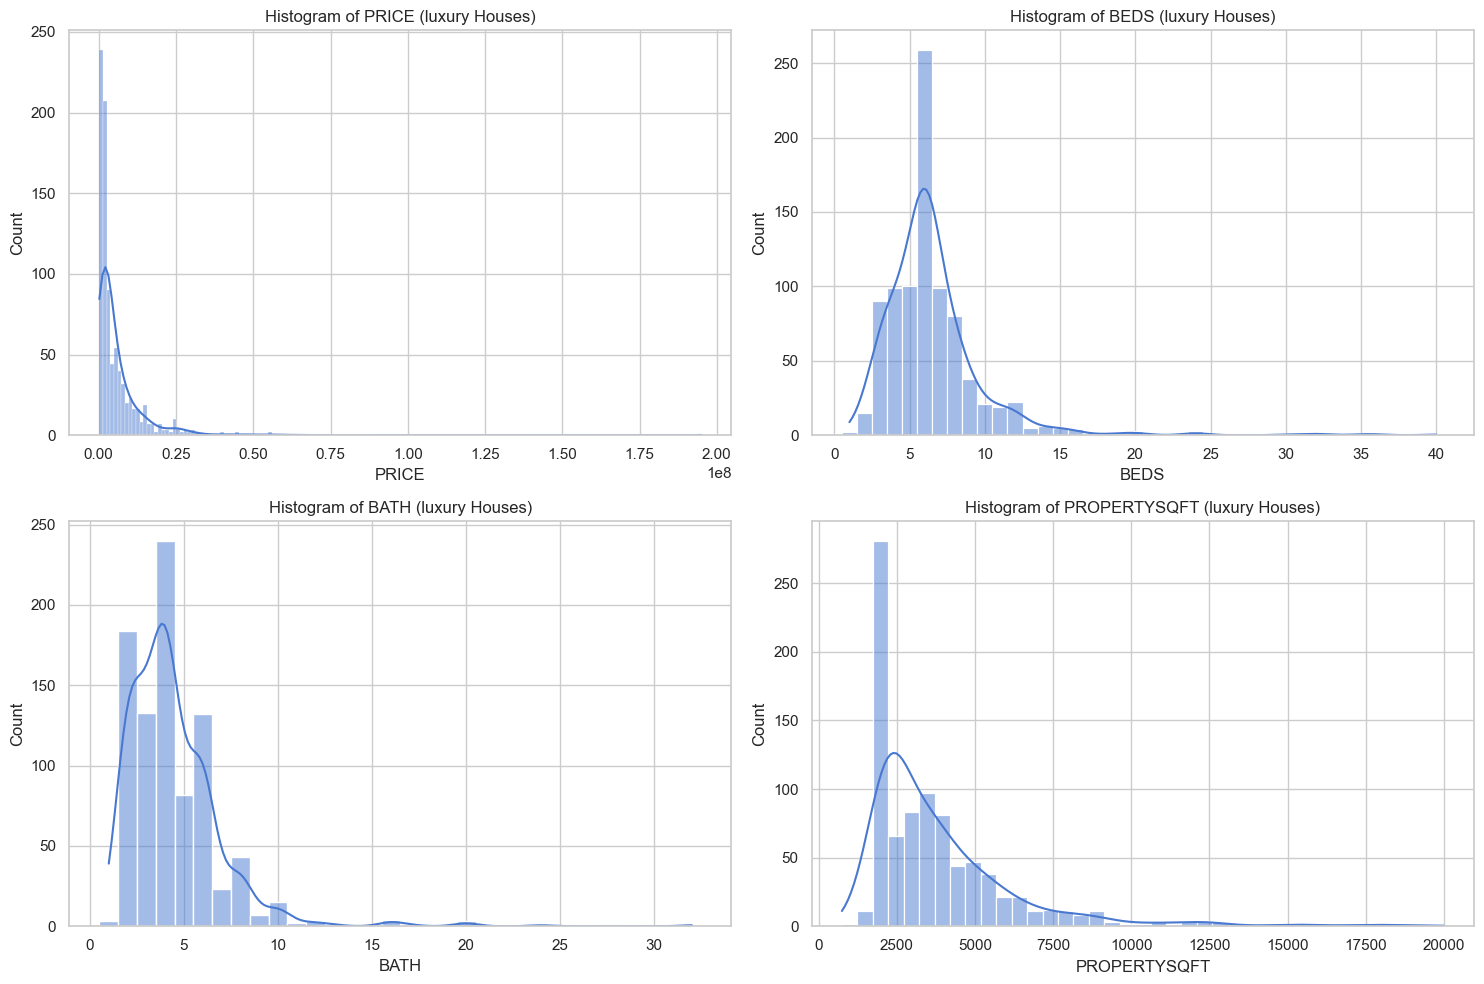 Histogram of PRICE (luxury Houses)
Count
250
200
150
100
50
0
0.00 0.25 0.50 0.75 1.00 1.25 1.50 1.75 2.00
1e8
PRICE
Histogram of BEDS (luxury Houses)
Count
250
200
150
100
50
0
0 5 10 15 20 25 30 35 40
BEDS
Histogram of BATH (luxury Houses)
Count
250
200
150
100
50
0
0 5 10 15 20 25 30
BATH
Histogram of PROPERTYSQFT (luxury Houses)
Count
250
200
150
100
50
0
0 2500 5000 7500 10000 12500 15000 17500 20000
PROPERTYSQFT